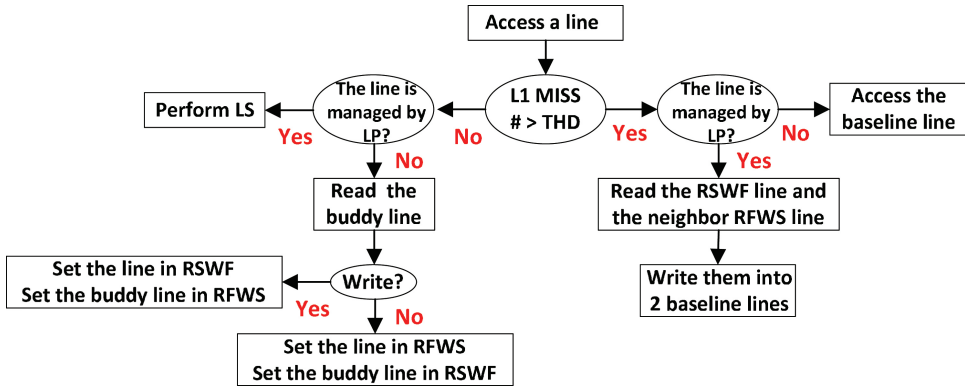 Access a line
L1 MISS
# > THD
The line is
managed by
LP?
Perform LS
Yes
No
The line is
managed by
LP?
Yes
No
Access the
baseline line
No
Read the
buddy line
Yes
Read the RSWF line and
the neighbor RFWS line
Write?
Yes
No
Set the line in RSWF
Set the buddy line in RFWS
Write them into
2 baseline lines
Set the line in RFWS
Set the buddy line in RSWF